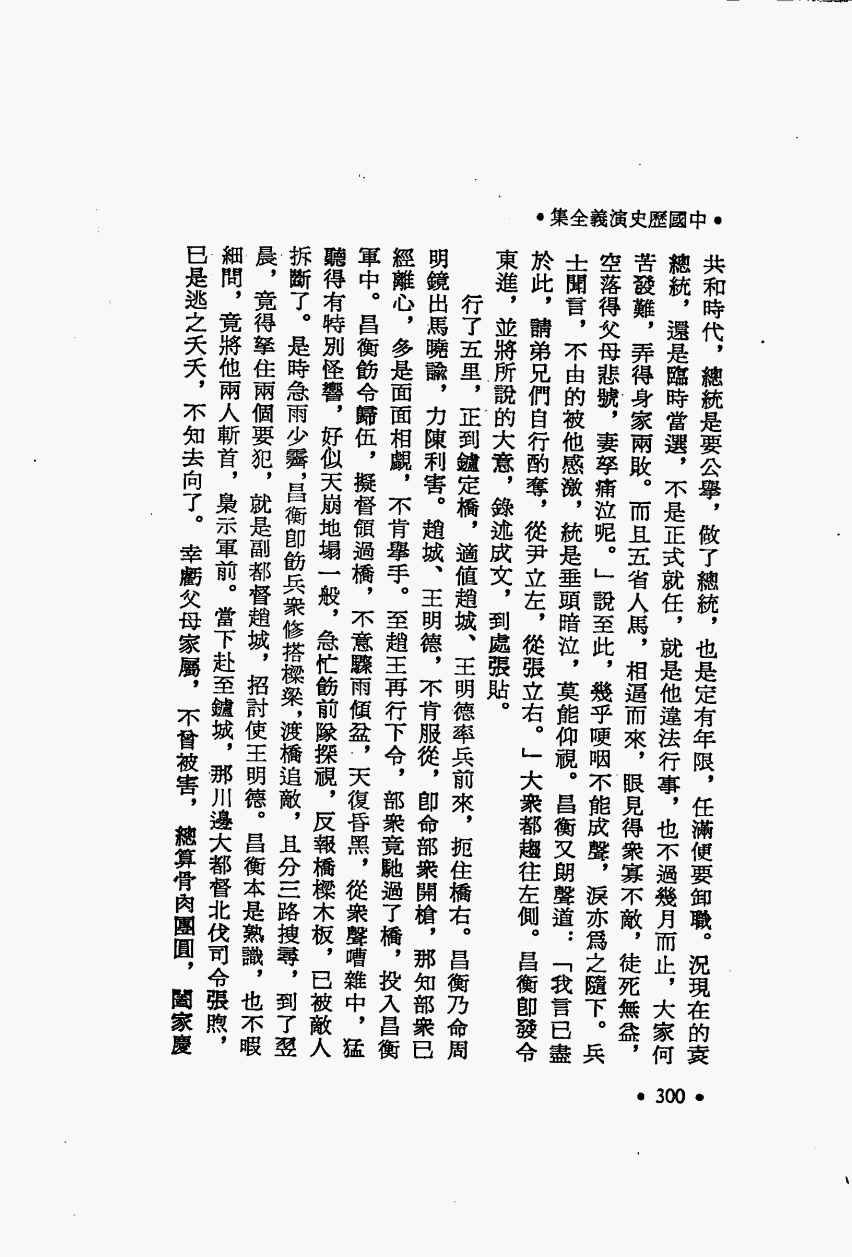 •中國歷史演義全集•
共和時代，總統是要公舉，做了總統，也是定有年限，任滿便要卸職。況現在的袁
總統，還是臨時當選，不是正式就任，就是他違法行事，也不過幾月而止，大家何
苦發難，弄得身家兩敗。而且五省人馬，相逼而來，眼見得衆寡不敵，徒死無益，
空落得父母悲號，妻孥痛泣呢。」說至此，幾乎哽咽不能成聲，淚亦爲之隨下。兵
士聞言，不由的被他感激，統是垂頭暗泣，莫能仰視。昌衡又朗聲道：「我言已盡
於此，請弟兄們自行酌奪，從尹立左，從張立右。」大衆都趨往左側。昌衡卽發令
東進，並將所說的大意，錄述成文，到處張貼。
行了五里，正到鑪定橋，適值趙城、王明德率兵前來，扼住橋右。昌衡乃命周
明鏡出馬曉諭，力陳利害。趙城、王明德，不肯服從，卽命部衆開槍，那知部衆已
經離心，多是面面相覷，不肯舉手。至趙王再行下令，部衆竟馳過了橋，投入昌衡
軍中。昌衡飭令歸伍，擬督領過橋，不意驟雨傾盆，天復昏黑，從衆聲嘈雜中，猛
聽得有特別怪響，好似天崩地塌一般，急忙飭前隊探視，反報橋樑木板，已被敵人
拆斷了。是時急雨少霽，昌衡卽飭兵衆修搭樑梁，渡橋追敵，且分三路搜尋，到了翌
晨，竟得拏住兩個要犯，就是副都督趙城，招討使王明德。昌衡本是熟識，也不暇
細問，竟將他兩人斬首，梟示軍前。當下赴至鑪城，那川邊大都督北伐司令張煦，
已是逃之夭夭，不知去向了。幸虧父母家屬，不曾被害，總算骨肉團圓，闔家慶
•300•